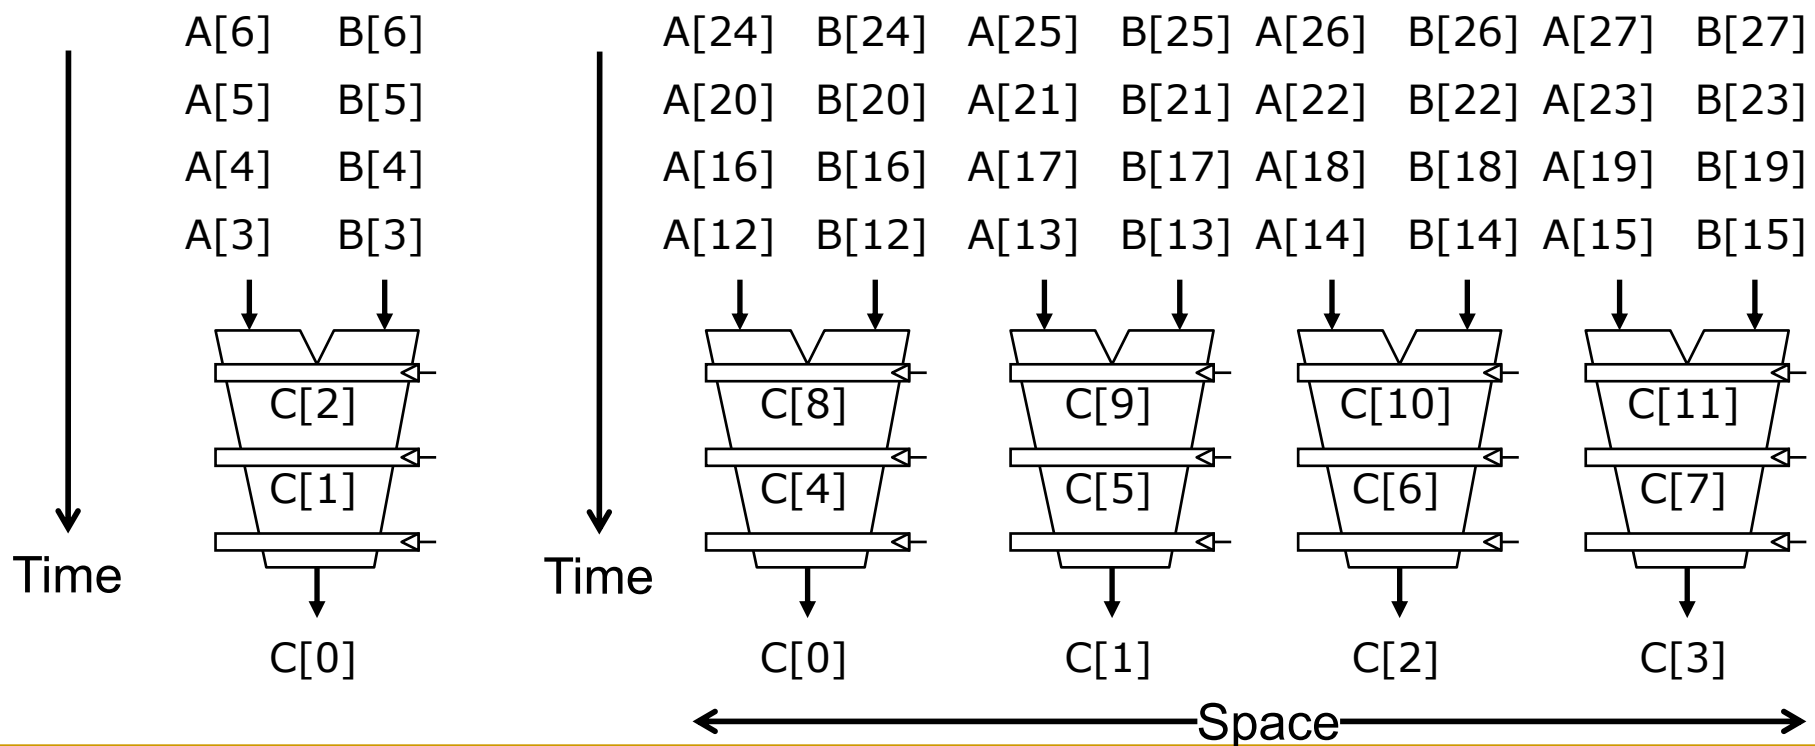 A[6] B[6] A[24] B[24] A[25] B[25] A[26] B[26] A[27] B[27]
A[5] B[5] A[20] B[20] A[21] B[21] A[22] B[22] A[23] B[23]
A[4] B[4] A[16] B[16] A[17] B[17] A[18] B[18] A[19] B[19]
A[3] B[3] A[12] B[12] A[13] B[13] A[14] B[14] A[15] B[15]
C[2] C[8] C[9] C[10] C[11]
C[1] C[4] C[5] C[6] C[7]
Time Time
C[0] C[0] C[1] C[2] C[3]
Space